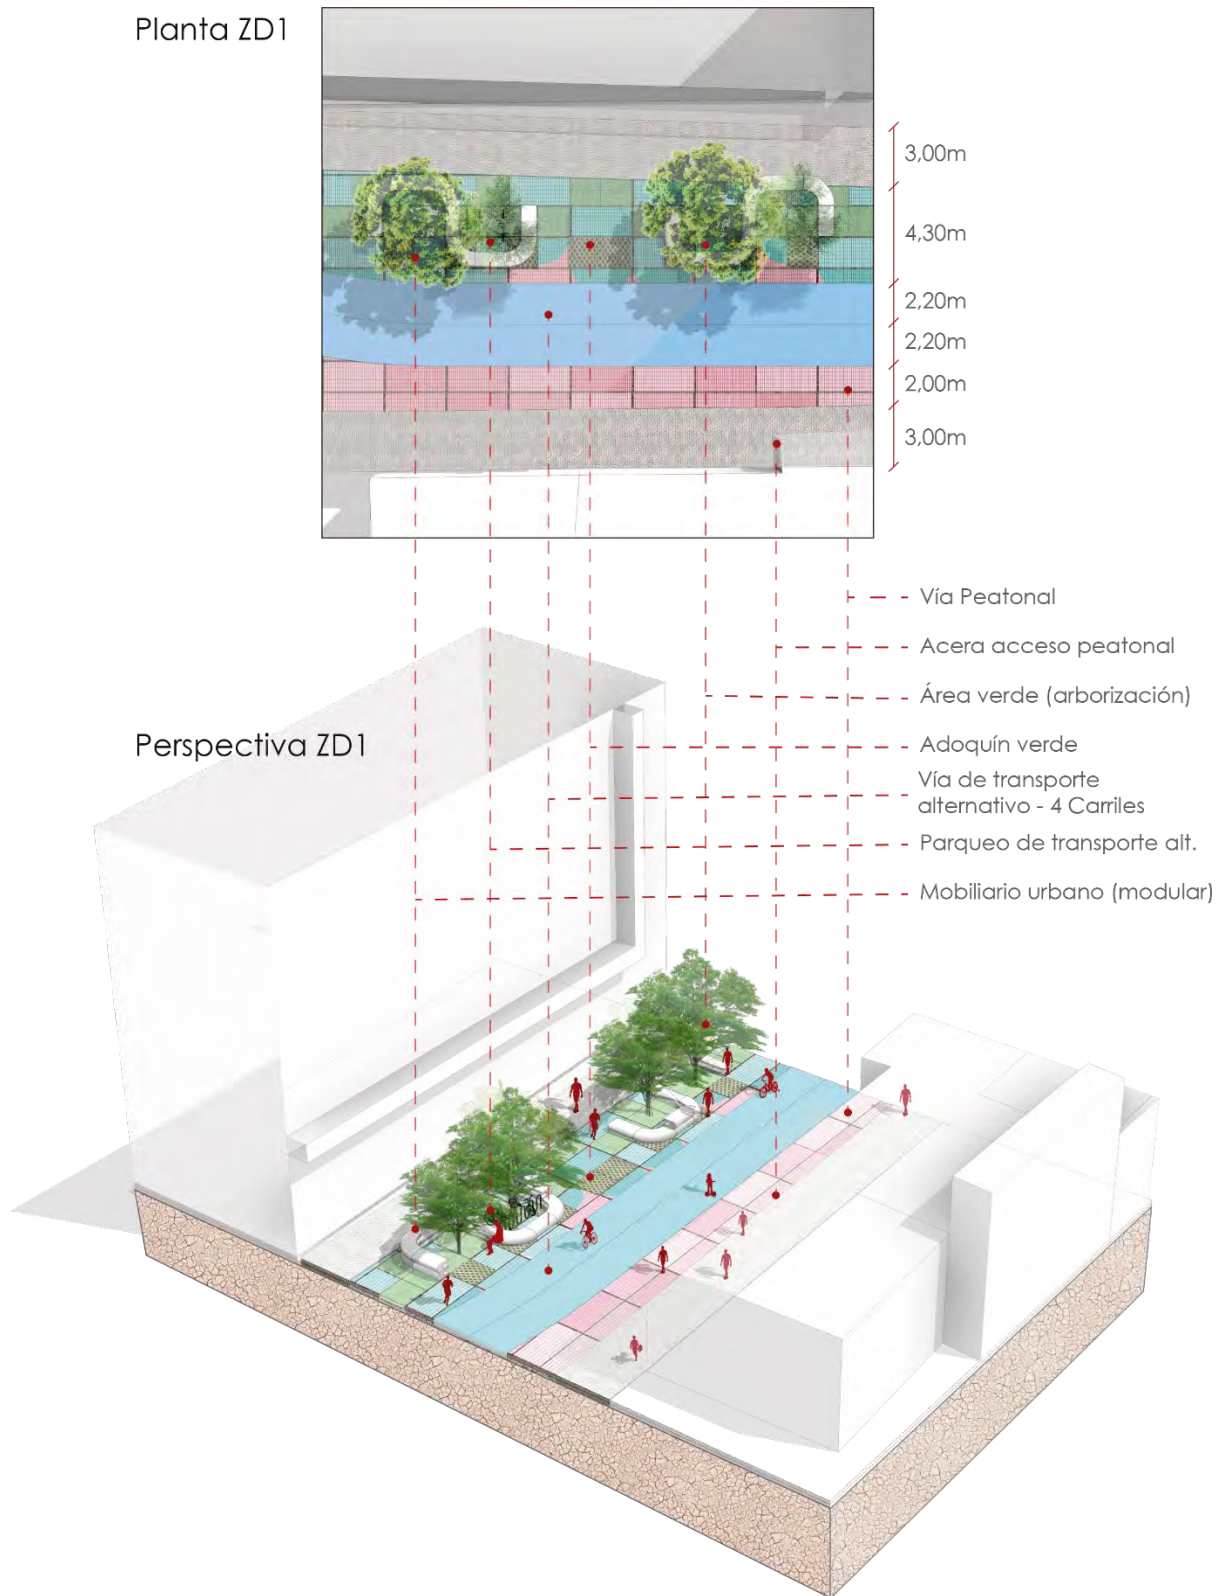 Planta ZD1
3,00m
4,30m
2,20m
2,20m
2,00m
3,00m
Vía Peatonal
Acera acceso peatonal
Área verde (arborización)
Perspectiva ZD1
Adoquín verde
Vía de transporte
alternativo - 4 Carriles
Parqueo de transporte alt.
Mobiliario urbano (modular)